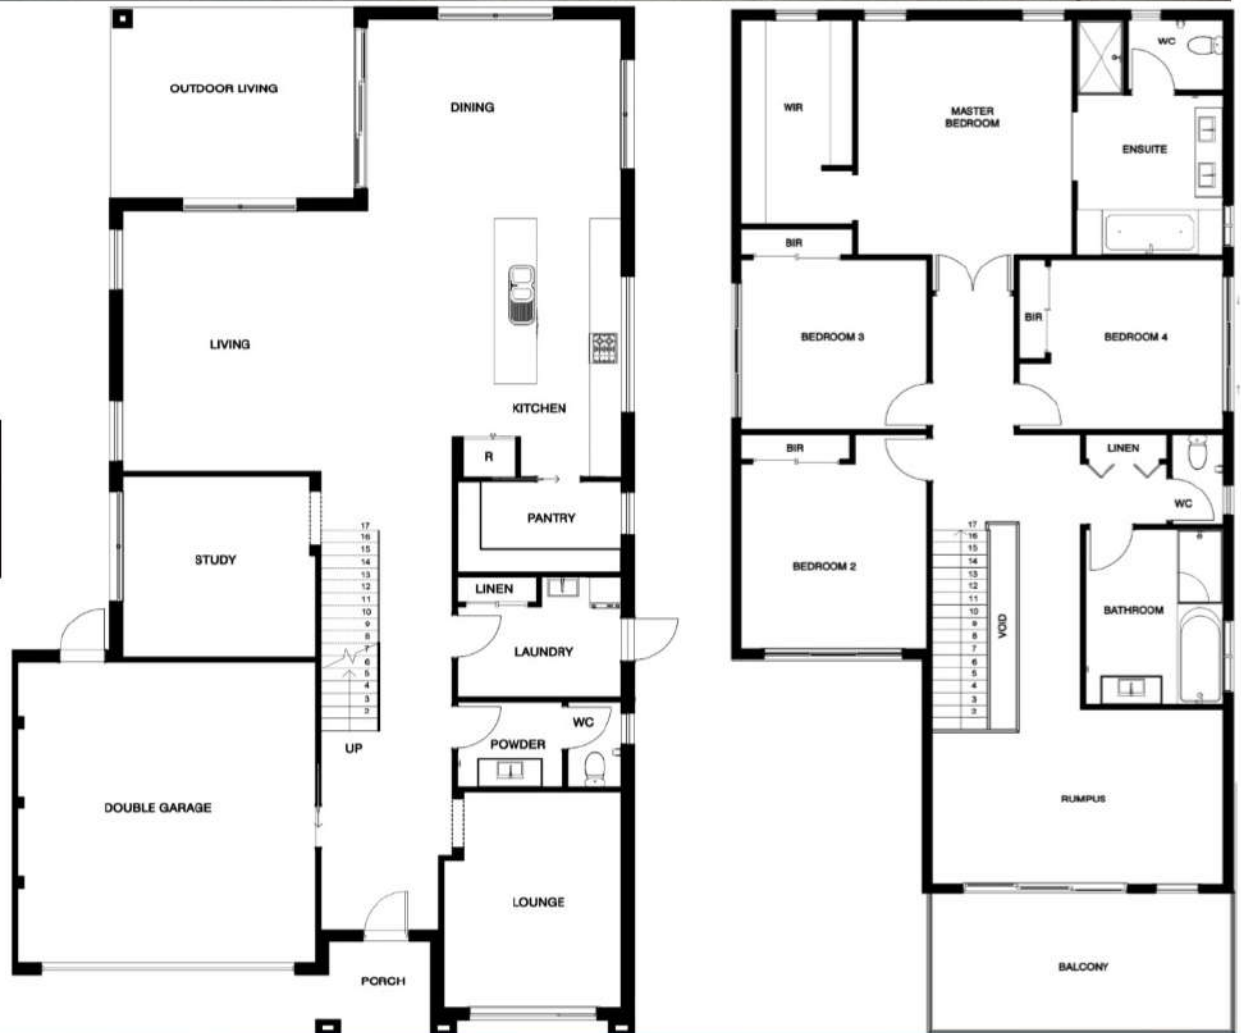 OUTDOOR LIVING
DINING
LIVING
KITCHEN
R
PANTRY
STUDY
17
16
15
14
13
12
11
10
9
8
7
6
5
4
3
2
UP
LINEN
LAUNDRY
POWDER
WC
DOUBLE GARAGE
LOUNGE
PORCH
WIR
MASTER
BEDROOM
WC
ENSUITE
BIR
BEDROOM 3
BIR
BEDROOM 4
BIR
LINEN
WC
BEDROOM 2
17
16
15
14
13
12
11
10
9
8
7
6
5
4
3
2
VOID
BATHROOM
RUMPUS
BALCONY